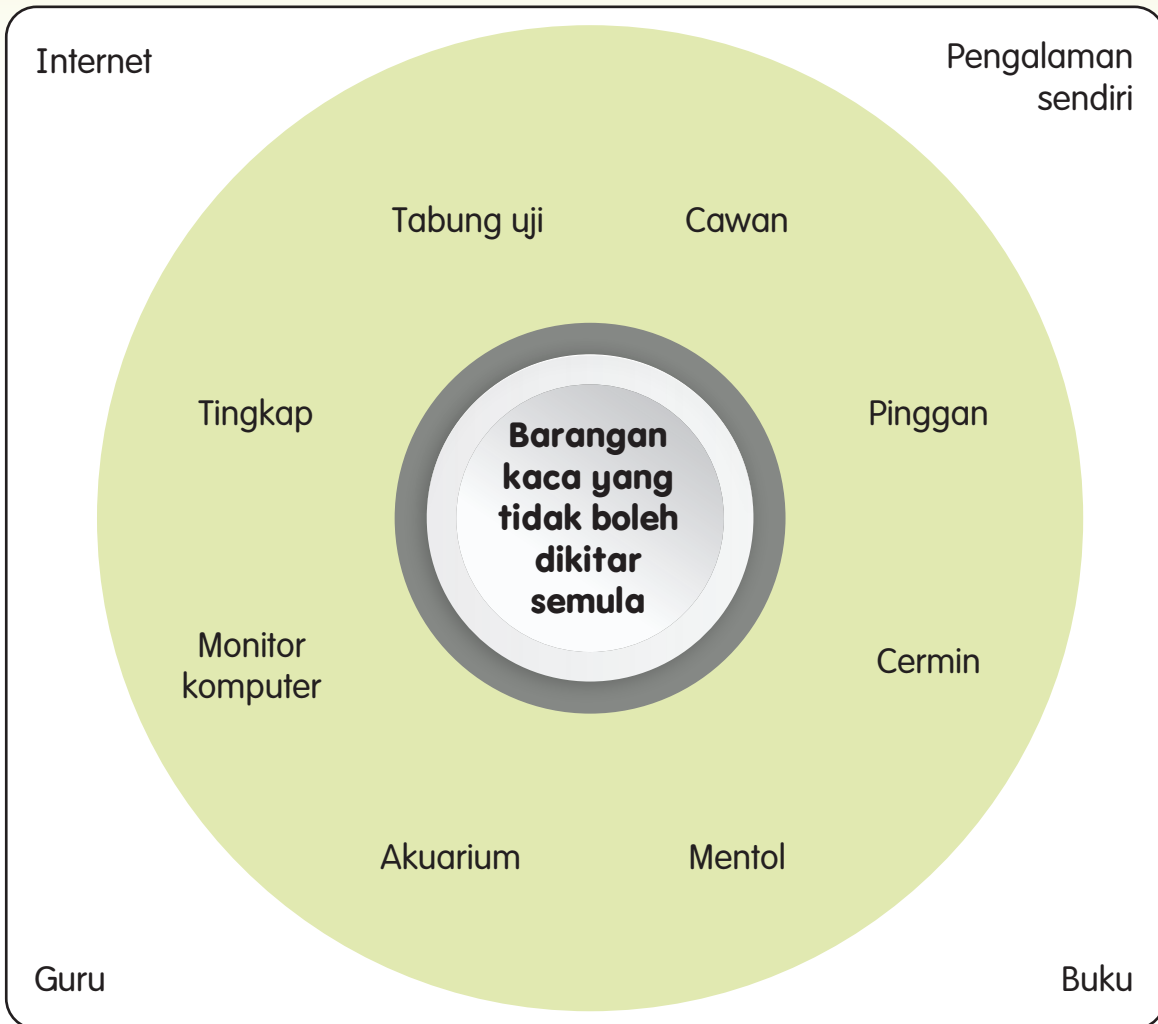 Internet
Pengalaman
sendiri
Tabung uji
Cawan
Tingkap
Pinggan
Barangan
kaca yang
tidak boleh
dikitar
semula
Monitor
komputer
Cermin
Akuarium
Mentol
Guru
Buku